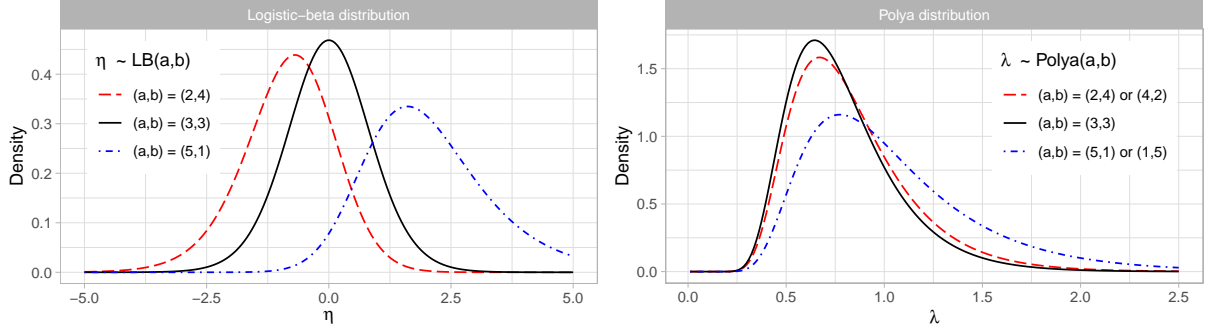 Logistic−beta distribution
η ~ LB(a,b)
(a,b) = (2,4)
(a,b) = (3,3)
(a,b) = (5,1)
Density
0.4
0.3
0.2
0.1
0.0
−5.0 −2.5 0.0 2.5 5.0
η
Polya distribution
λ ~ Polya(a,b)
(a,b) = (2,4) or (4,2)
(a,b) = (3,3)
(a,b) = (5,1) or (1,5)
Density
1.5
1.0
0.5
0.0
0.0 0.5 1.0 1.5 2.0 2.5
λ